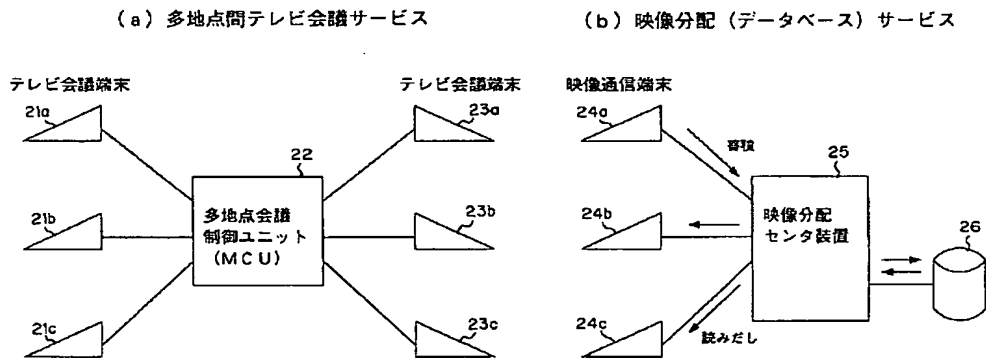 (a) 多地点間テレビ会議サービス
テレビ会議端末
テレビ会議端末
21a
23a
22
多地点会議
制御ユニット
(MCU)
21b
23b
21c
23c
(b) 映像分配 (データベース) サービス
映像通信端末
24a
蓄積
25
映像分配
センタ装置
24b
26
24c
読みだし